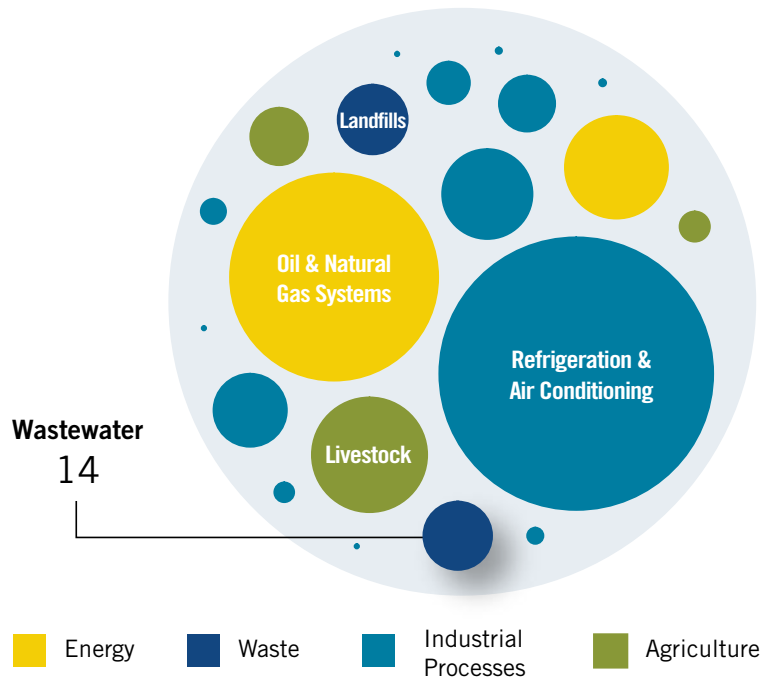 Landfills
Oil & Natural
Gas Systems
Refrigeration &
Air Conditioning
Wastewater
14
Livestock
Energy
Waste
Industrial
Processes
Agriculture